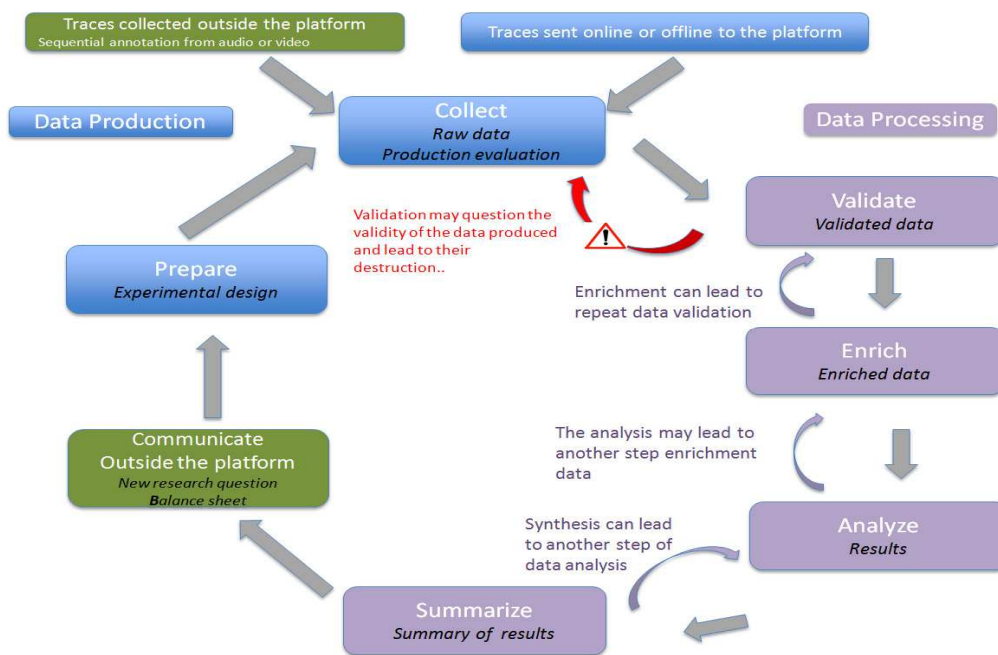 Traces collected outside the platform
Sequential annotation from audio or video
Traces sent online or offline to the platform
Data Production
Collect
Raw data
Production evaluation
Data Processing
Validate
Validated data
Validation may question the
validity of the data produced
and lead to their
destruction..
!
Prepare
Experimental design
Enrichment can lead to
repeat data validation
Enrich
Enriched data
Communicate
Outside the platform
New research question
Balance sheet
The analysis may lead to
another step enrichment
data
Analyze
Results
Synthesis can lead
to another step of
data analysis
Summarize
Summary of results